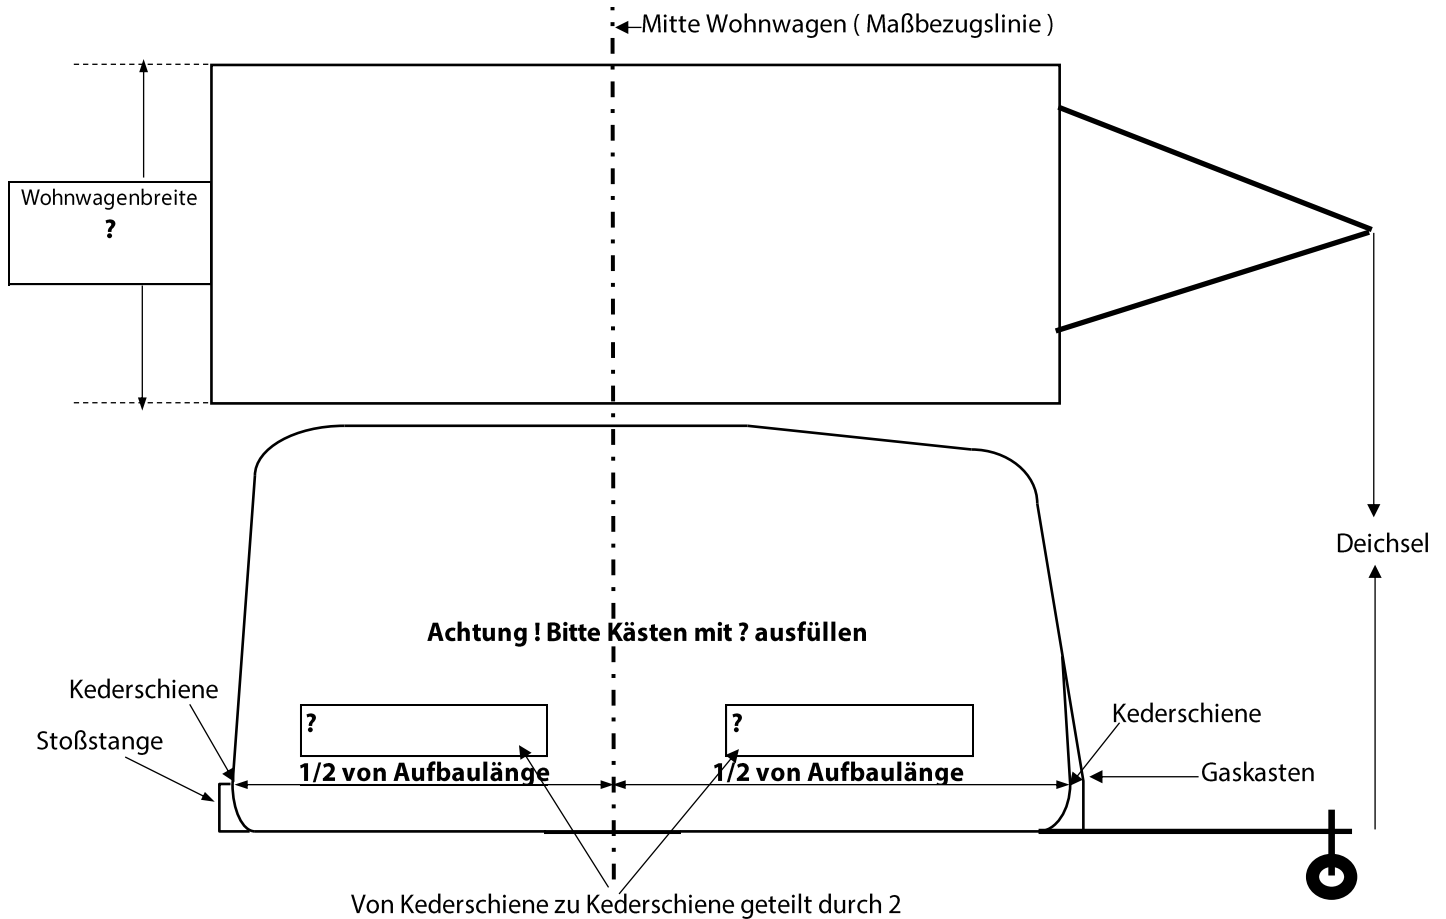 Mitte Wohnwagen ( Maßbezugslinie )
Wohnwagenbreite
?
Deichsel
Achtung ! Bitte Kästen mit ? ausfüllen
Kederschiene
Stoßstange
?
1/2 von Aufbaulänge
?
1/2 von Aufbaulänge
Kederschiene
Gaskasten
Von Kederschiene zu Kederschiene geteilt durch 2